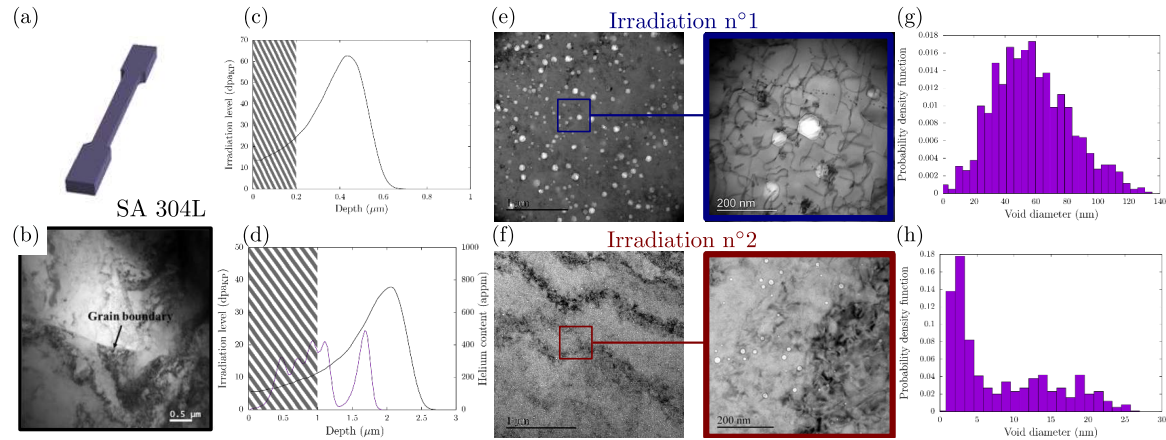 (a)
SA 304L
(b)
Grain boundary
0.5 µm
(c)
Irradiation level (dpa_KP)
70
60
50
40
30
20
10
0
0 0.2 0.4 0.6 0.8 1
Depth (µm)
(d)
Irradiation level (dpa_KP)
50
40
30
20
10
0
0 0.5 1 1.5 2 2.5 3
Depth (µm)
1000
800
600
400
200
0
Helium content (appm)
(e)
Irradiation n°1
1 µm
200 nm
(f)
Irradiation n°2
1 µm
200 nm
(g)
Probability density function
0.018
0.016
0.014
0.012
0.01
0.008
0.006
0.004
0.002
0
0 20 40 60 80 100 120 140
Void diameter (nm)
(h)
Probability density function
0.2
0.18
0.16
0.14
0.12
0.1
0.08
0.06
0.04
0.02
0
0 5 10 15 20 25 30
Void diameter (nm)